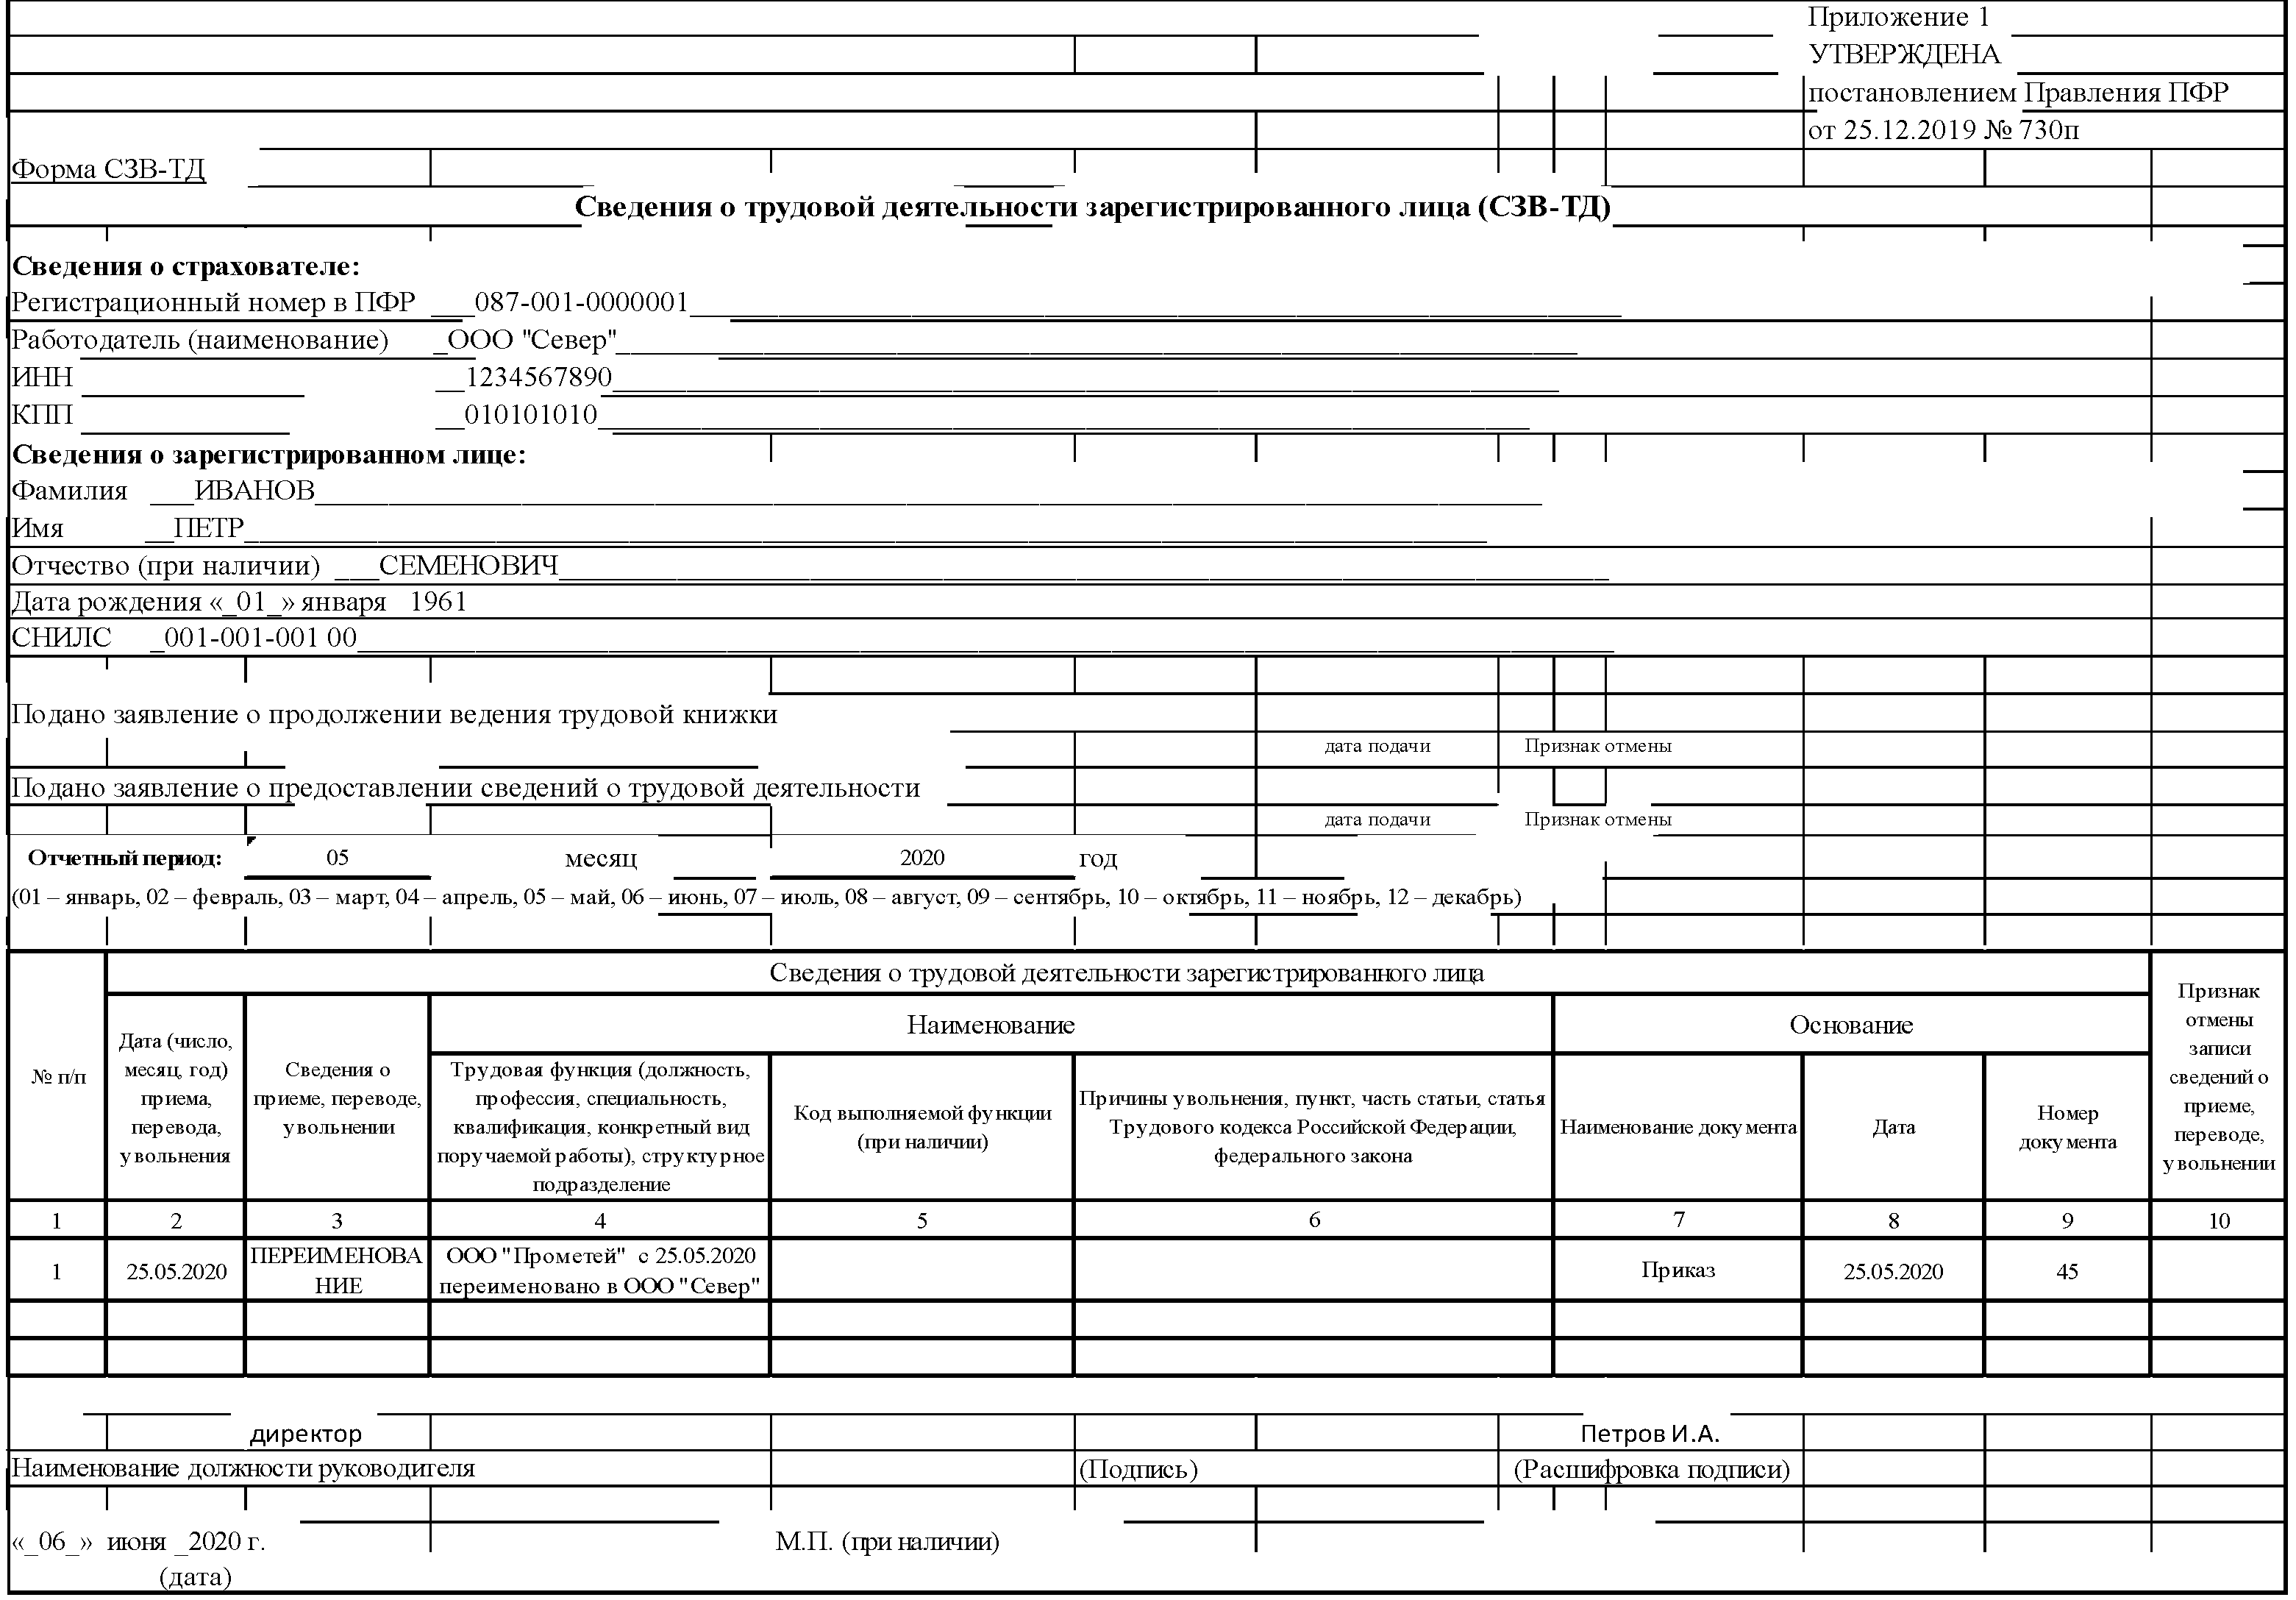 Приложение 1
УТВЕРЖДЕНА
постановлением Правления ПФР
от 25.12.2019 № 730п
Форма СЗВ-ТД
Сведения о трудовой деятельности зарегистрированного лица (СЗВ-ТД)
Сведения о страхователе:
Регистрационный номер в ПФР ___087-001-0000001
Работодатель (наименование) _ООО "Север"
ИНН __1234567890
КПП __010101010
Сведения о зарегистрированном лице:
Фамилия ___ИВАНОВ
Имя __ПЕТР
Отчество (при наличии) ___СЕМЕНОВИЧ
Дата рождения «_01_» января 1961
СНИЛС _001-001-001 00
Подано заявление о продолжении ведения трудовой книжки
дата подачи Признак отмены
Подано заявление о предоставлении сведений о трудовой деятельности
дата подачи Признак отмены
Отчетный период: 05 месяц 2020 год
(01 – январь, 02 – февраль, 03 – март, 04 – апрель, 05 – май, 06 – июнь, 07 – июль, 08 – август, 09 – сентябрь, 10 – октябрь, 11 – ноябрь, 12 – декабрь)
№ п/п
Сведения о трудовой деятельности зарегистрированного лица
Дата (число,
месяц, год)
приема,
перевода,
увольнения
Сведения о
приеме, переводе,
увольнении
Наименование
Трудовая функция (должность,
профессия, специальность,
квалификация, конкретный вид
поручаемой работы), структурное
подразделение
Код выполняемой функции
(при наличии)
Причины увольнения, пункт, часть статьи, статья
Трудового кодекса Российской Федерации,
федерального закона
Основание
Наименование документа
Дата
Номер
документа
Признак
отмены
записи
сведений о
приеме,
переводе,
увольнении
1 2 3 4 5 6 7 8 9 10
1
25.05.2020
ПЕРЕИМЕНОВА
НИЕ
ООО "Прометей" с 25.05.2020
переименовано в ООО "Север"
Приказ
25.05.2020
45
директор Петров И.А.
Наименование должности руководителя (Подпись) (Расшифровка подписи)
«_06_» июня _2020 г. М.П. (при наличии)
(дата)